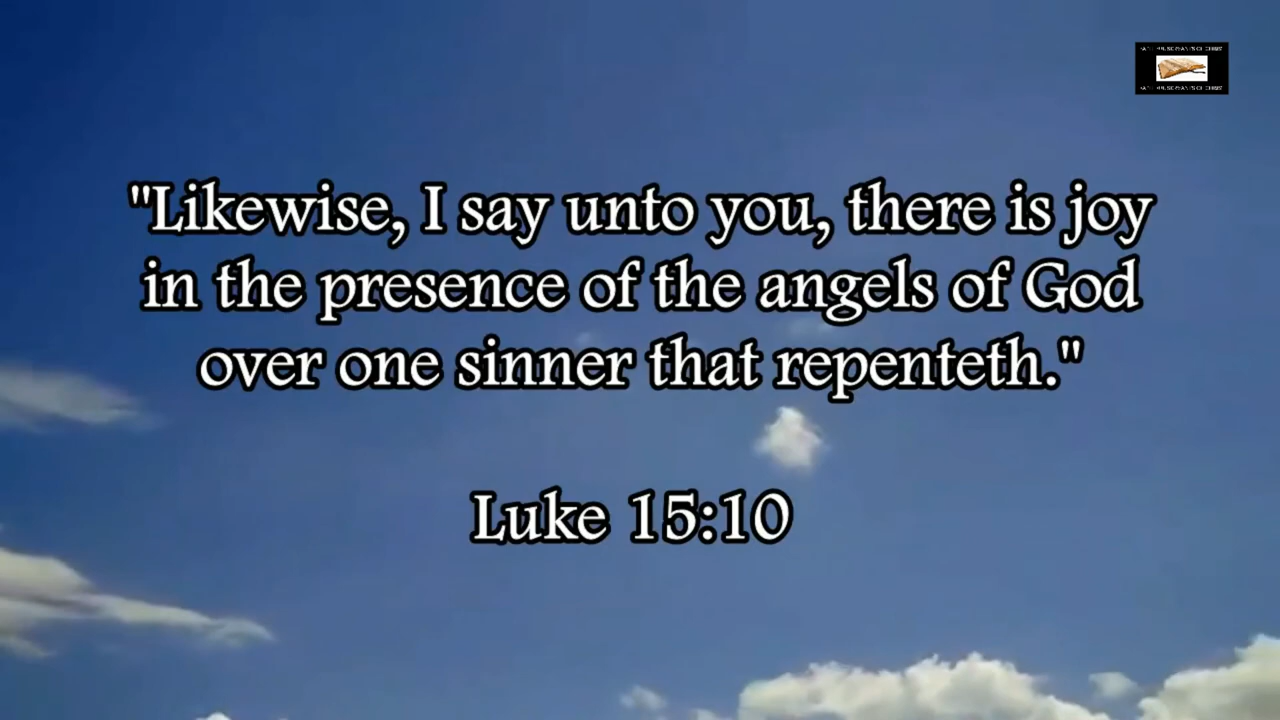 "Likewise, I say unto you, there is joy
in the presence of the angels of God
over one sinner that repenteth."
Luke 15:10